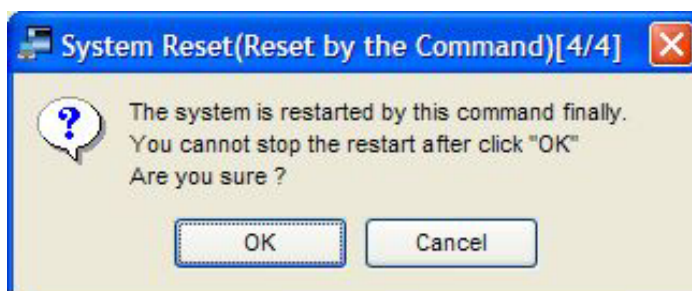 System Reset(Reset by the Command)[4/4]
The system is restarted by this command finally.
You cannot stop the restart after click "OK"
Are you sure ?
OK
Cancel